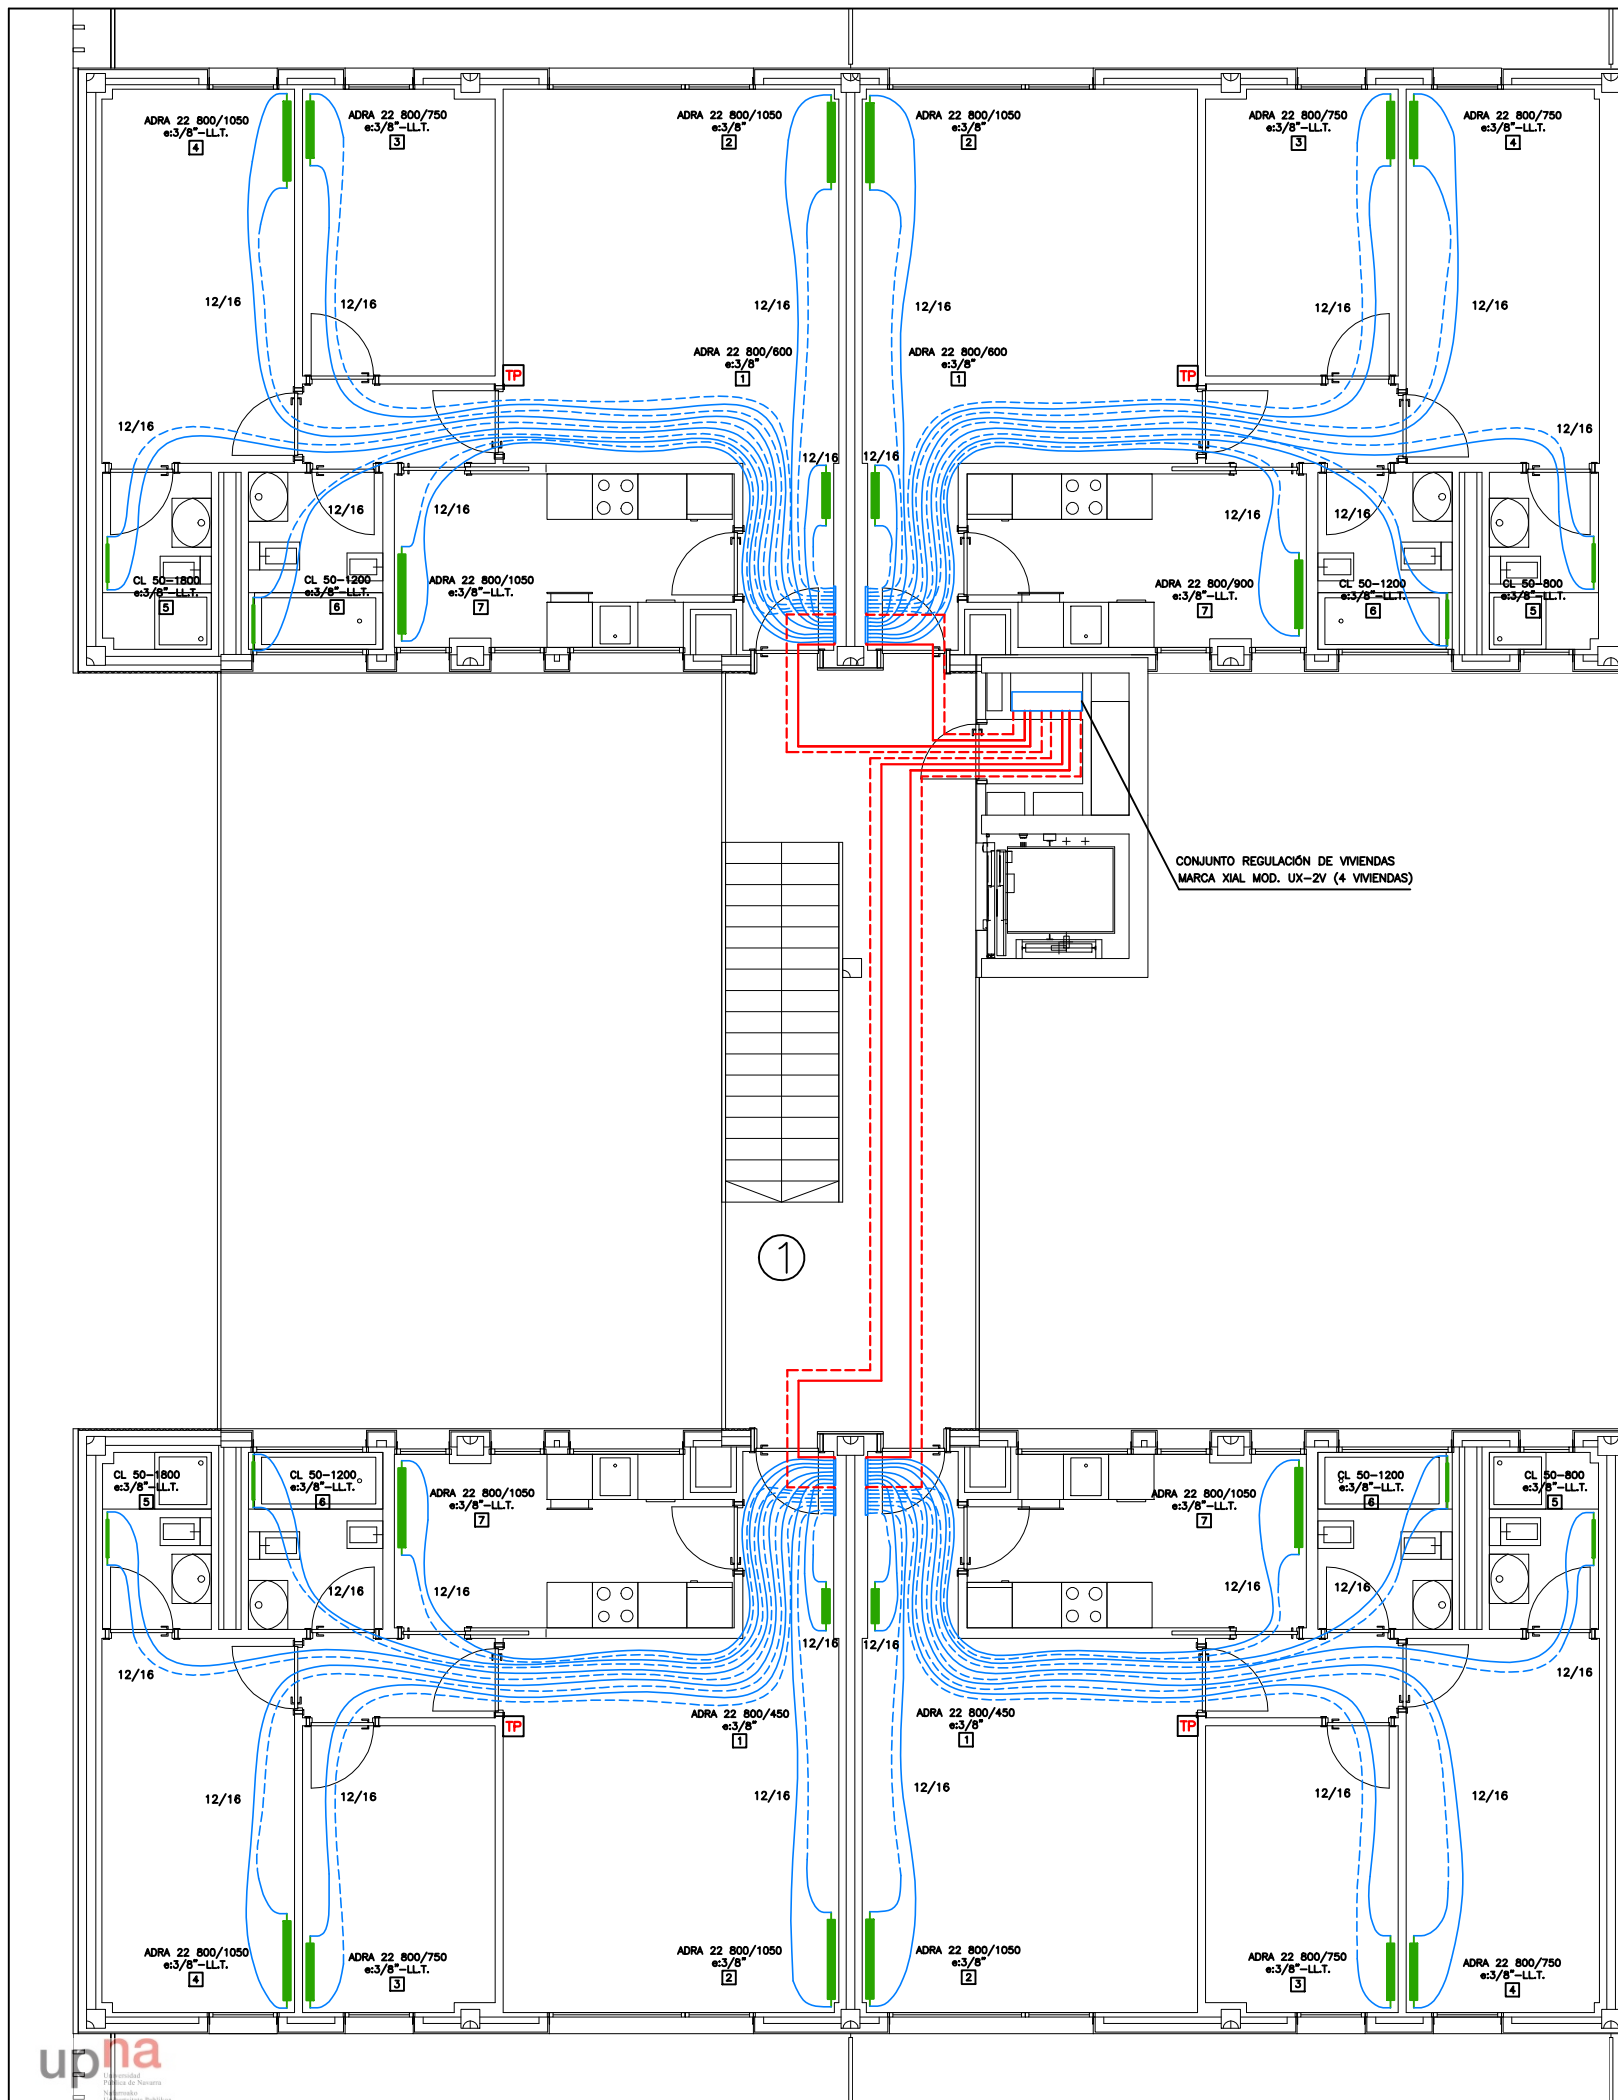 ADRA 22 800/1050
e:3/8"-LL.T.
4
ADRA 22 800/750
e:3/8"-LL.T.
3
ADRA 22 800/1050
e:3/8"
2
ADRA 22 800/1050
e:3/8"
2
ADRA 22 800/750
e:3/8"-LL.T.
3
ADRA 22 800/750
e:3/8"-LL.T.
4
12/16
12/16
12/16
12/16
12/16
12/16
ADRA 22 800/600
e:3/8"
1
ADRA 22 800/600
e:3/8"
1
TP
TP
12/16
12/16
12/16
12/16
12/16
12/16
12/16
12/16
CL 50-1800
e:3/8"-LL.T.
5
CL 50-1200
e:3/8"-LL.T.
6
ADRA 22 800/1050
e:3/8"-LL.T.
7
ADRA 22 800/900
e:3/8"-LL.T.
7
CL 50-1200
e:3/8"-LL.T.
6
CL 50-800
e:3/8"-LL.T.
5
CONJUNTO REGULACIÓN DE VIVIENDAS
MARCA XIAL MOD. UX-2V (4 VIVIENDAS)
1
CL 50-1800
e:3/8"-LL.T.
5
CL 50-1200
e:3/8"-LL.T.
6
ADRA 22 800/1050
e:3/8"-LL.T.
7
ADRA 22 800/1050
e:3/8"-LL.T.
7
CL 50-1200
e:3/8"-LL.T.
6
CL 50-800
e:3/8"-LL.T.
5
12/16
12/16
12/16
12/16
12/16
12/16
12/16
12/16
ADRA 22 800/450
e:3/8"
1
ADRA 22 800/450
e:3/8"
1
TP
TP
12/16
12/16
12/16
12/16
12/16
12/16
ADRA 22 800/1050
e:3/8"-LL.T.
4
ADRA 22 800/750
e:3/8"-LL.T.
3
ADRA 22 800/1050
e:3/8"
2
ADRA 22 800/1050
e:3/8"
2
ADRA 22 800/750
e:3/8"-LL.T.
3
ADRA 22 800/750
e:3/8"-LL.T.
4
upna
Universidad
Pública de Navarra
Nafarroako
Unibertsitate Publikoa